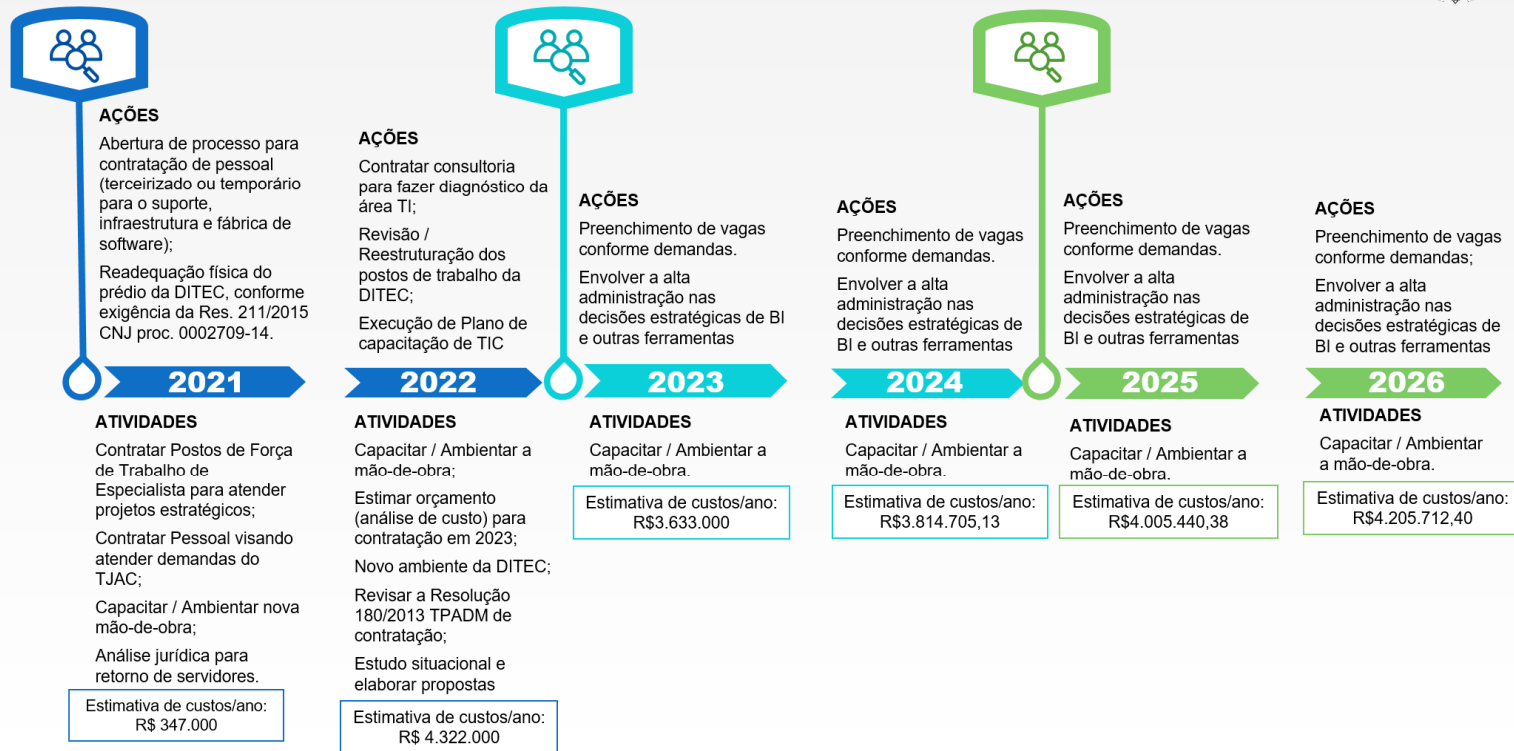 AÇÕES
Abertura de processo para
contratação de pessoal
(terceirizado ou temporário
para o suporte,
infraestrutura e fábrica de
software);
Readequação física do
prédio da DITEC, conforme
exigência da Res. 211/2015
CNJ proc. 0002709-14.
2021
ATIVIDADES
Contratar Postos de Força
de Trabalho de
Especialista para atender
projetos estratégicos;
Contratar Pessoal visando
atender demandas do
TJAC;
Capacitar / Ambientar nova
mão-de-obra;
Análise jurídica para
retorno de servidores.
Estimativa de custos/ano:
R$ 347.000
AÇÕES
Contratar consultoria
para fazer diagnóstico da
área TI;
Revisão /
Reestruturação dos
postos de trabalho da
DITEC;
Execução de Plano de
capacitação de TIC
2022
ATIVIDADES
Capacitar / Ambientar a
mão-de-obra;
Estimar orçamento
(análise de custo) para
contratação em 2023;
Novo ambiente da DITEC;
Revisar a Resolução
180/2013 TPADM de
contratação;
Estudo situacional e
elaborar propostas
Estimativa de custos/ano:
R$ 4.322.000
AÇÕES
Preenchimento de vagas
conforme demandas.
Envolver a alta
administração nas
decisões estratégicas de BI
e outras ferramentas
2023
ATIVIDADES
Capacitar / Ambientar a
mão-de-obra.
Estimativa de custos/ano:
R$3.633.000
AÇÕES
Preenchimento de vagas
conforme demandas.
Envolver a alta
administração nas
decisões estratégicas de
BI e outras ferramentas
2024
ATIVIDADES
Capacitar / Ambientar a
mão-de-obra.
Estimativa de custos/ano:
R$3.814.705,13
AÇÕES
Preenchimento de vagas
conforme demandas.
Envolver a alta
administração nas
decisões estratégicas de
BI e outras ferramentas
2025
ATIVIDADES
Capacitar / Ambientar a
mão-de-obra.
Estimativa de custos/ano:
R$4.005.440,38
AÇÕES
Preenchimento de vagas
conforme demandas;
Envolver a alta
administração nas
decisões estratégicas de
BI e outras ferramentas
2026
ATIVIDADES
Capacitar / Ambientar
a mão-de-obra.
Estimativa de custos/ano:
R$4.205.712,40